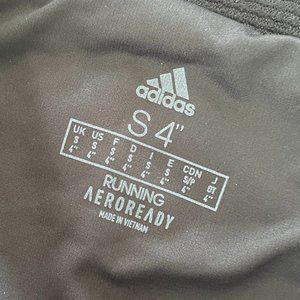 adidas
S 4"
UK US F D I E CDN J
S S S S S S S/P OT
4" 4" 4" 4" 4" 4" 4" 4"
RUNNING
AEROREADY
MADE IN VIETNAM